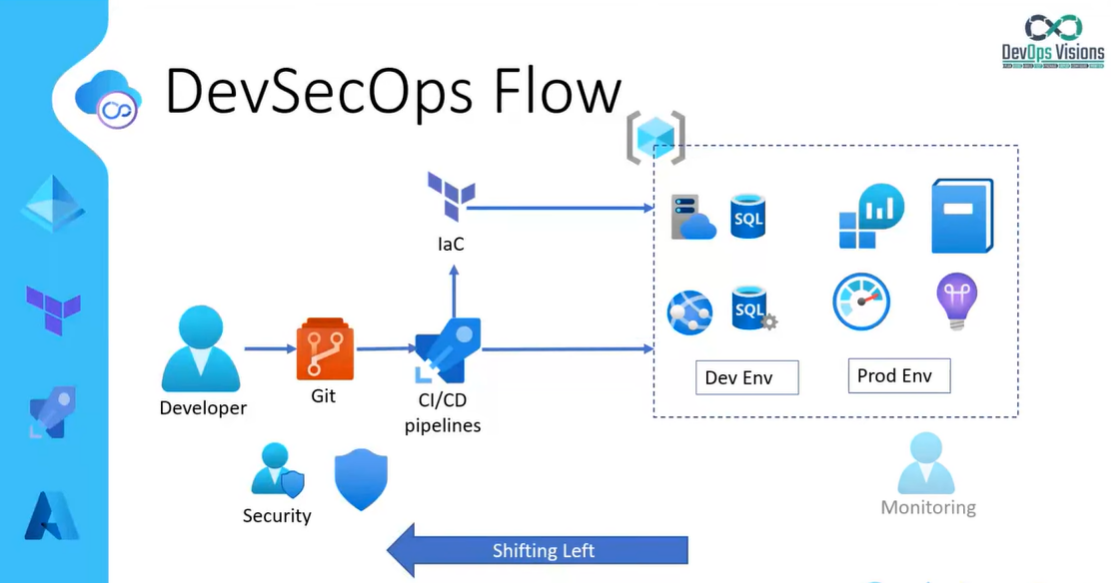 DevOps Visions
DevSecOps Flow
IaC
SQL
SQL
Dev Env
Prod Env
Developer
Git
CI/CD
pipelines
Security
Monitoring
Shifting Left